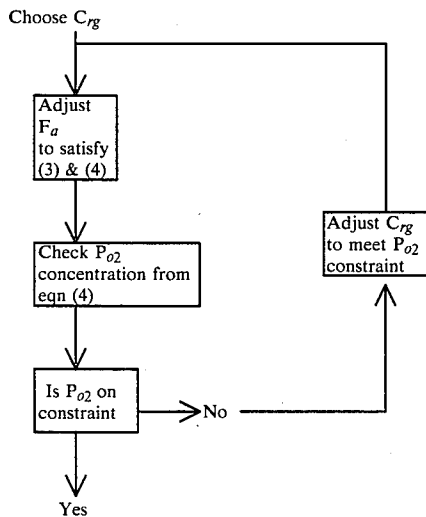 Choose C_rg
Adjust
F_a
to satisfy
(3) & (4)
Check P_o2
concentration from
eqn (4)
Is P_o2 on
constraint
No
Yes
Adjust C_rg
to meet P_o2
constraint